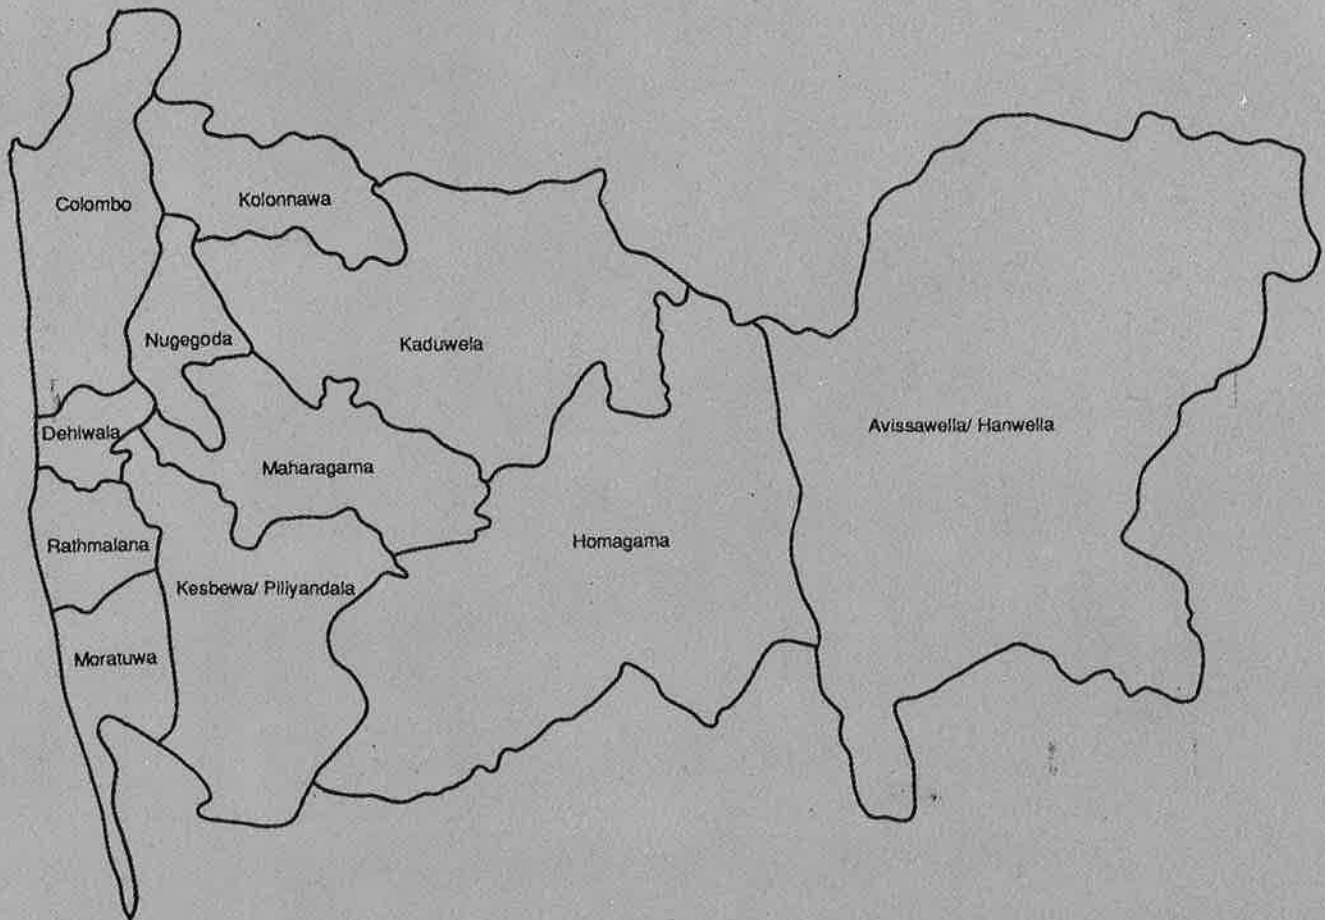 Colombo
Kolonnawa
Nugegoda
Kaduwela
Dehiwala
Maharagama
Avissawella/ Hanwella
Rathmalana
Homagama
Kesbewa/ Piliyandala
Moratuwa